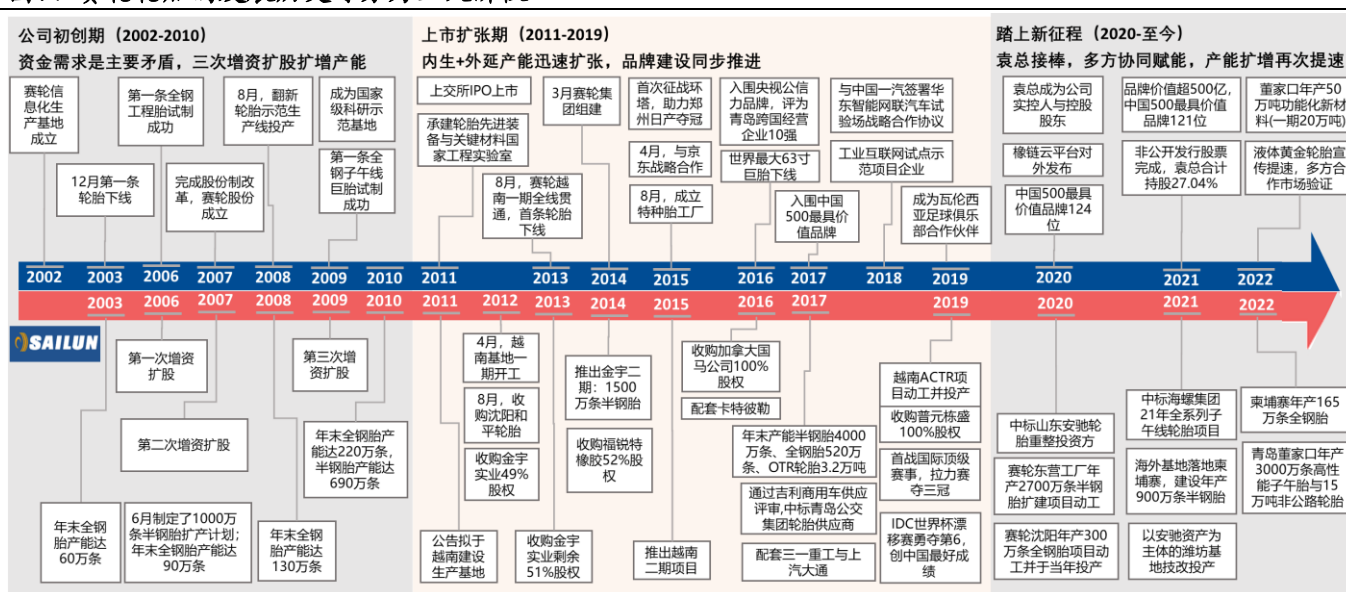 公司初创期（2002-2010）
资金需求是主要矛盾，三次增资扩股扩增产能
上市扩张期（2011-2019）
内生+外延产能迅速扩张，品牌建设同步推进
踏上新征程（2020-至今）
袁总接棒，多方协同赋能，产能扩增再次提速
赛轮信
息化生
产基地
成立
12月第一条
轮胎下线
第一条全钢
工程胎试制
成功
完成股份制改
革，赛轮股份
成立
8月，翻新
轮胎示范生
产线投产
成为国家
级科研示
范基地
第一条全
钢子午线
巨胎试制
成功
上交所IPO上市
承建轮胎先进装
备与关键材料国
家工程实验室
8月，赛轮越
南一期全线贯
通，首条轮胎
下线
3月赛轮集
团组建
首次征战环
塔，助力郑
州日产夺冠
4月，与京
东战略合作
8月，成立
特种胎工厂
入围央视公信
力品牌，评为
青岛跨国经营
企业10强
世界最大63寸
巨胎下线
入围中国
500最具价
值品牌
与中国一汽签署华
东智能网联汽车试
验场战略合作协议
工业互联网试点示
范项目企业
成为瓦伦西
亚足球俱乐
部合作伙伴
袁总成为公司
实控人与控股
股东
橡链云平台对
外发布
中国500最具
价值品牌124
位
品牌价值超500亿，
中国500最具价值
品牌121位
非公开发行股票
完成，袁总合计
持股27.04%
董家口年产50
万吨功能化新材
料(一期20万吨)
液体黄金轮胎宣
传提速，多方合
作市场验证
2002 2003 2006 2007 2008 2009 2010 2011 2013 2014 2015 2016 2017 2018 2019 2020 2021 2022
2003 2006 2007 2008 2009 2010 2011 2012 2013 2014 2015 2016 2017 2019 2020 2021 2022
SAILUN
年末全钢
胎产能达
60万条
第一次增资
扩股
第二次增资扩股
6月制定了1000万
条半钢胎扩产计划；
年末全钢胎产能达
90万条
年末全钢
胎产能达
130万条
第三次增
资扩股
年末全钢胎产
能达220万条，
半钢胎产能达
690万条
公告拟于
越南建设
生产基地
4月，越
南基地一
期开工
8月，收
购沈阳和
平轮胎
收购金宇
实业49%
股权
收购金宇
实业剩余
51%股权
推出金宇二
期：1500
万条半钢胎
收购福锐特
橡胶52%股
权
推出越南
二期项目
收购加拿大国
马公司100%
股权
配套卡特彼勒
年末产能半钢胎4000
万条、全钢胎520万
条、OTR轮胎3.2万吨
通过吉利商用车供应
评审,中标青岛公交
集团轮胎供应商
配套三一重工与上
汽大通
越南ACTR项
目动工并投产
收购普元栋盛
100%股权
首战国际顶级
赛事，拉力赛
夺三冠
IDC世界杯漂
移赛勇夺第6，
创中国最好成
绩
中标山东安驰轮
胎重整投资方
赛轮东营工厂年
产2700万条半钢
胎扩建项目动工
赛轮沈阳年产300
万条全钢胎项目动
工并于当年投产
中标海螺集团
21年全系列子
午线轮胎项目
海外基地落地柬
埔寨，建设年产
900万条半钢胎
以安驰资产为
主体的潍坊基
地技改投产
柬埔寨年产165
万条全钢胎
青岛董家口年产
3000万条高性
能子午胎与15
万吨非公路轮胎